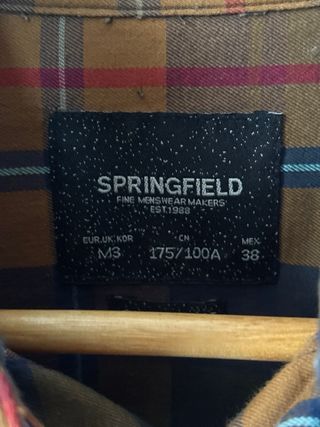 SPRINGFIELD
FINE MENSWEAR MAKERS
EST.1988
EUR.UK.KOR CN MEX
M3 175/100A 38